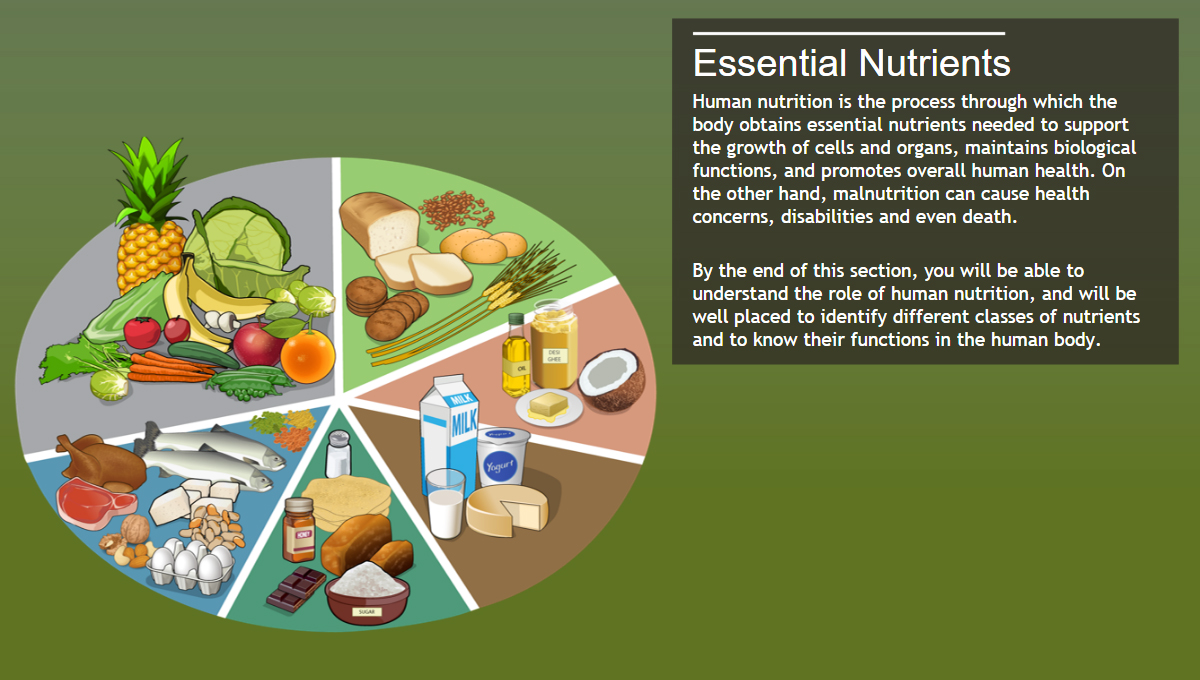 Essential Nutrients
Human nutrition is the process through which the
body obtains essential nutrients needed to support
the growth of cells and organs, maintains biological
functions, and promotes overall human health. On
the other hand, malnutrition can cause health
concerns, disabilities and even death.
By the end of this section, you will be able to
understand the role of human nutrition, and will be
well placed to identify different classes of nutrients
and to know their functions in the human body.
OIL
DESI
GHEE
MILK
MILK
Yogurt
Yogurt
HONEY
SUGAR